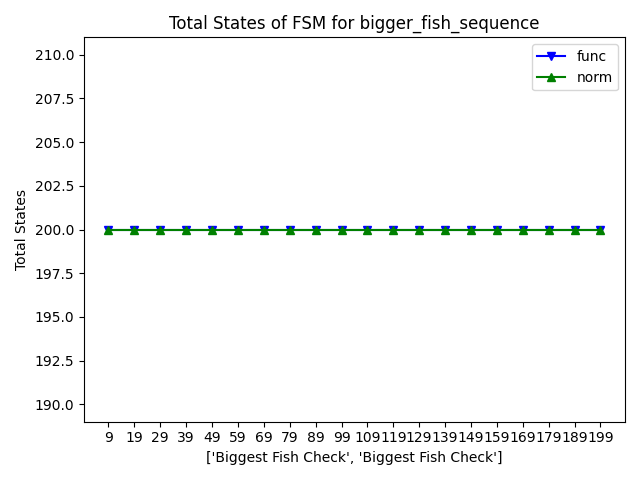 Total States of FSM for bigger_fish_sequence
func
norm
210.0
207.5
205.0
202.5
200.0
197.5
195.0
192.5
190.0
Total States
9 19 29 39 49 59 69 79 89 99 109 119 129 139 149 159 169 179 189 199
['Biggest Fish Check', 'Biggest Fish Check']